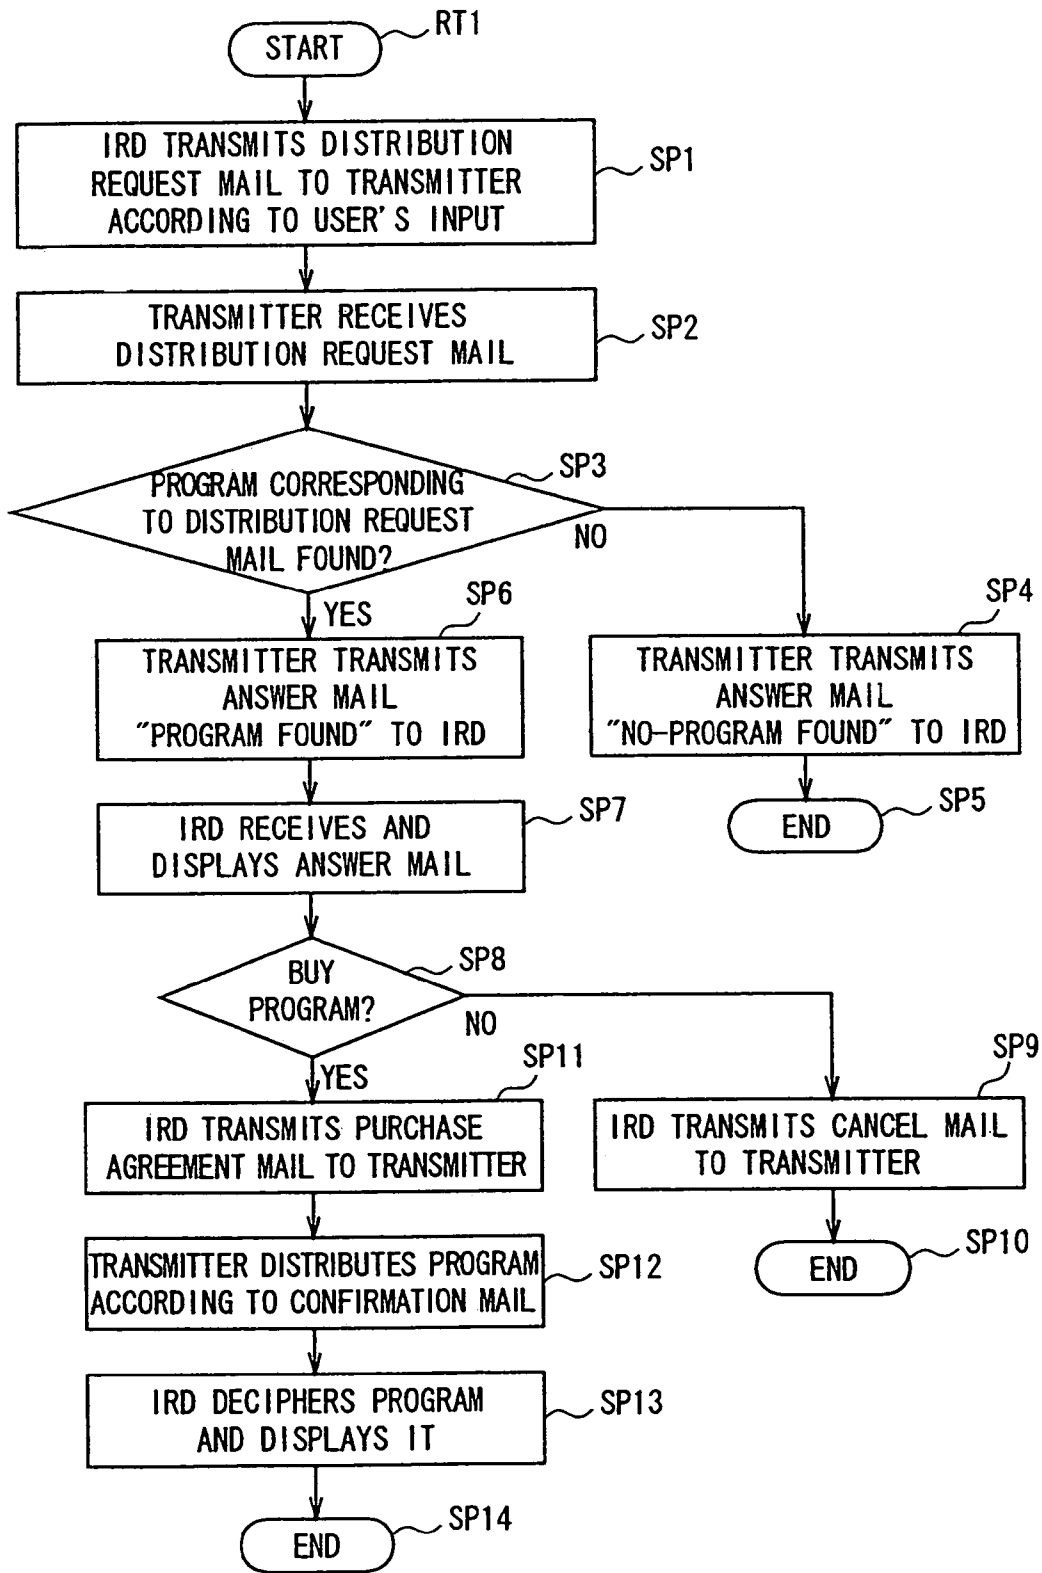 START
RT1
IRD TRANSMITS DISTRIBUTION
REQUEST MAIL TO TRANSMITTER
ACCORDING TO USER'S INPUT
SP1
TRANSMITTER RECEIVES
DISTRIBUTION REQUEST MAIL
SP2
PROGRAM CORRESPONDING
TO DISTRIBUTION REQUEST
MAIL FOUND?
SP3
NO
YES
SP6
TRANSMITTER TRANSMITS
ANSWER MAIL
"PROGRAM FOUND" TO IRD
SP4
TRANSMITTER TRANSMITS
ANSWER MAIL
"NO-PROGRAM FOUND" TO IRD
SP5
END
IRD RECEIVES AND
DISPLAYS ANSWER MAIL
SP7
BUY
PROGRAM?
SP8
NO
YES
SP11
IRD TRANSMITS PURCHASE
AGREEMENT MAIL TO TRANSMITTER
SP9
IRD TRANSMITS CANCEL MAIL
TO TRANSMITTER
SP10
END
TRANSMITTER DISTRIBUTES PROGRAM
ACCORDING TO CONFIRMATION MAIL
SP12
IRD DECIPHERS PROGRAM
AND DISPLAYS IT
SP13
END
SP14